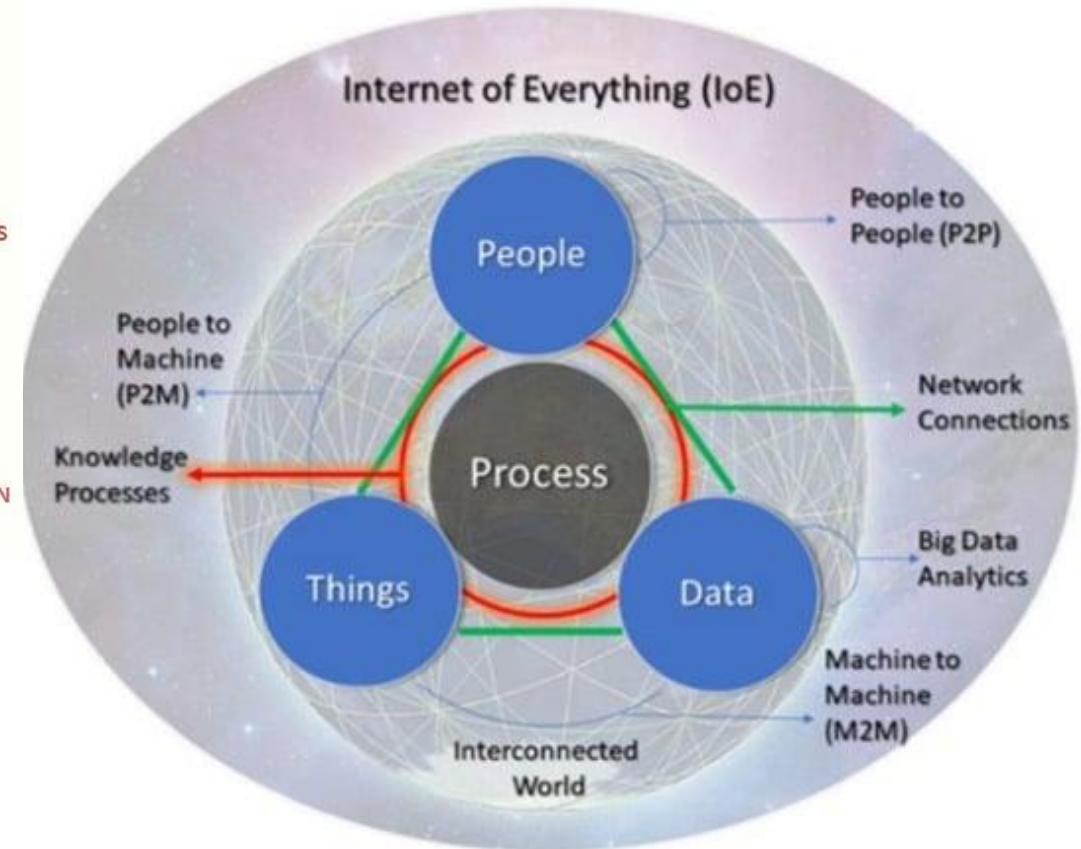 Internet of Everything (IoE)
People
People to
People (P2P)
s
People to
Machine
(P2M)
Network
Connections
Knowledge
Processes
Process
N
Big Data
Analytics
Things
Data
Machine to
Machine
(M2M)
Interconnected
World